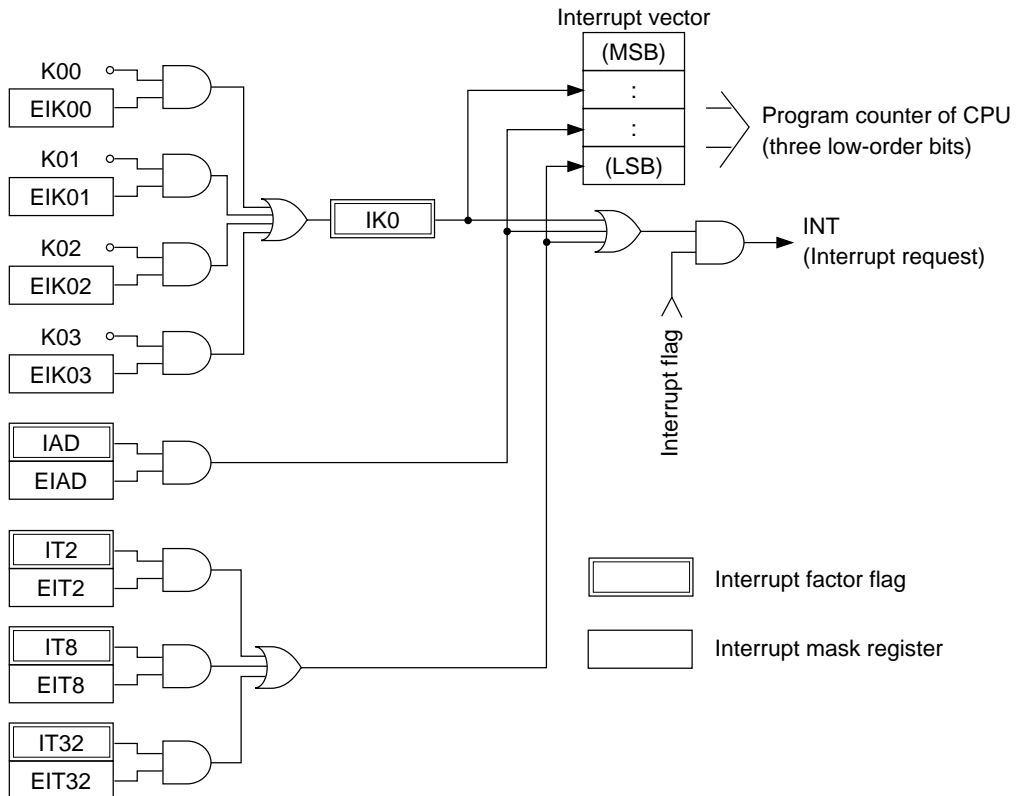 Interrupt vector
(MSB)
:
:
(LSB)
Program counter of CPU
(three low-order bits)
K00
EIK00
K01
EIK01
K02
EIK02
K03
EIK03
IK0
INT
(Interrupt request)
Interrupt flag
IAD
EIAD
IT2
EIT2
IT8
EIT8
IT32
EIT32
Interrupt factor flag
Interrupt mask register